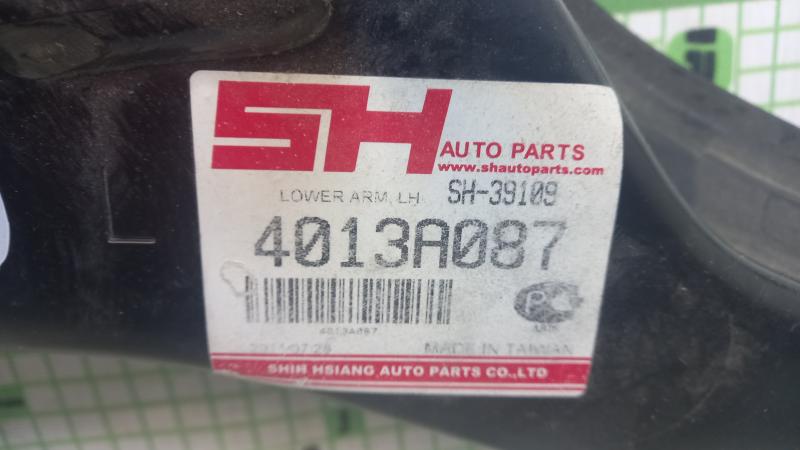 SH AUTO PARTS
www.shautoparts.com
LOWER ARM, LH SH-39109
4013A087
4013A087
MADE IN TAIWAN
SHIH HSIANG AUTO PARTS CO.,LTD
L